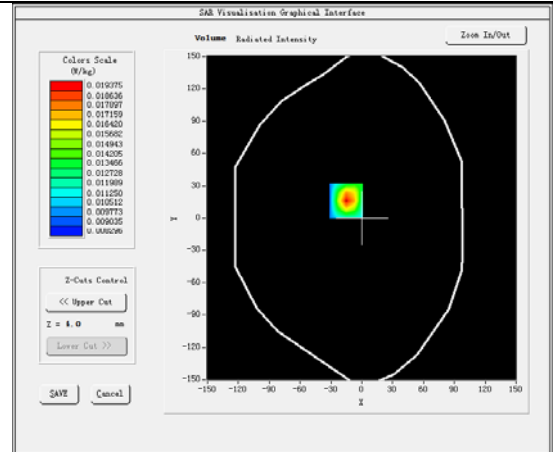 SAR Visualisation Graphical Interface
Volume Radiated Intensity
Zoom In/Out
Colors Scale
(W/kg)
0.019375
0.018636
0.017897
0.017159
0.016420
0.015682
0.014943
0.014205
0.013466
0.012728
0.011989
0.011250
0.010512
0.009773
0.009035
0.008296
Z-Cuts Control
<< Upper Cut
Z = 4.0 mm
Lower Cut >>
SAVE Cancel
150
120
90
60
30
0
-30
-60
-90
-120
-150
Y
-150 -120 -90 -60 -30 0 30 60 90 120 150
X